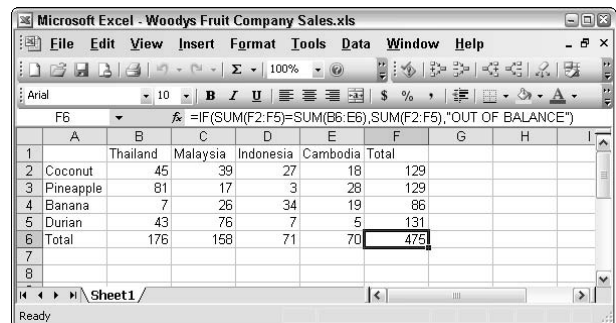 Microsoft Excel - Woodys Fruit Company Sales.xls
File Edit View Insert Format Tools Data Window Help
Σ 100%
Arial 10 B I U $ % , A
F6 fx =IF(SUM(F2:F5)=SUM(B6:E6),SUM(F2:F5),"OUT OF BALANCE")
A B C D E F G H I
1 Thailand Malaysia Indonesia Cambodia Total
2 Coconut 45 39 27 18 129
3 Pineapple 81 17 3 28 129
4 Banana 7 26 34 19 86
5 Durian 43 76 7 5 131
6 Total 176 158 71 70 475
7
8
Sheet1
Ready